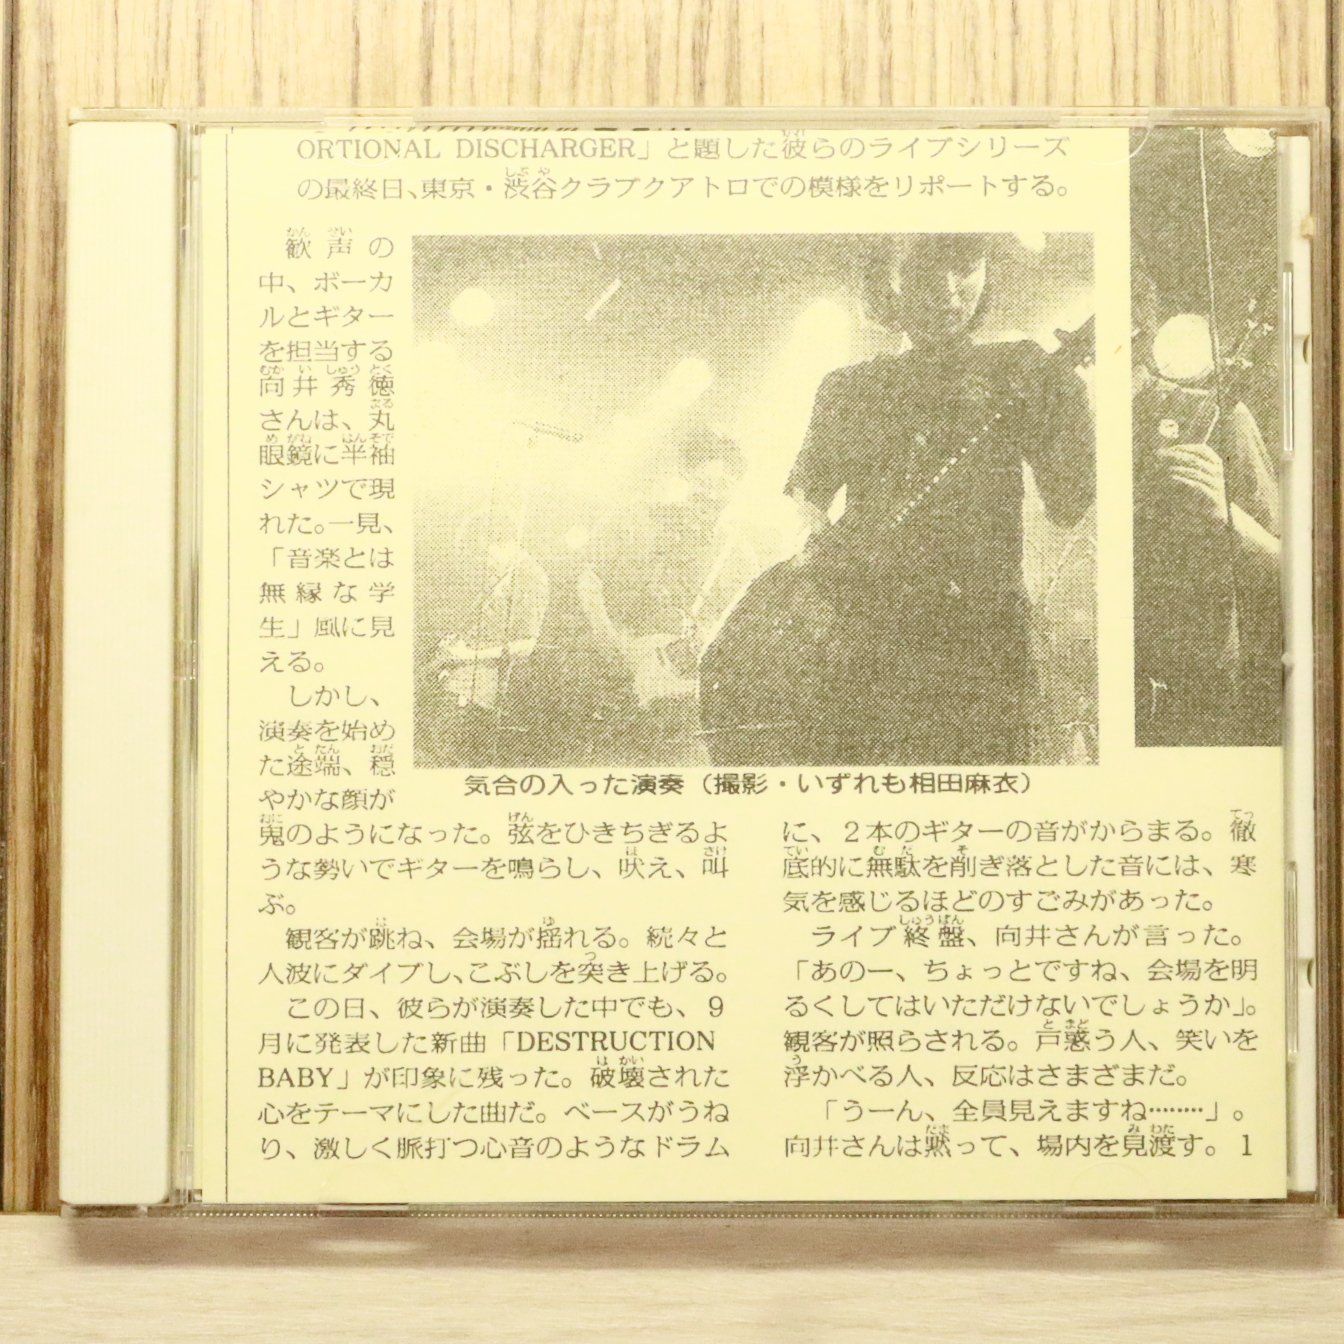 ORTIONAL DISCHARGER」と題した彼らのライブシリーズ
の最終日、東京・渋谷クラブクアトロでの模様をリポートする。
歓声の
中、ボーカ
ルとギター
を担当する
向井秀徳
さんは、丸
眼鏡に半袖
シャツで現
れた。一見、
「音楽とは
無縁な学
生」風に見
える。
しかし、
演奏を始め
た途端、穏
やかな顔が
鬼のようになった。弦をひきちぎるよ
うな勢いでギターを鳴らし、吠え、叫
ぶ。
観客が跳ね、会場が揺れる。続々と
人波にダイブし、こぶしを突き上げる。
この日、彼らが演奏した中でも、9
月に発表した新曲「DESTRUCTION
BABY」が印象に残った。破壊された
心をテーマにした曲だ。ベースがうね
り、激しく脈打つ心音のようなドラム
気合の入った演奏（撮影・いずれも相田麻衣）
に、2本のギターの音がからまる。徹
底的に無駄を削ぎ落とした音には、寒
気を感じるほどのすごみがあった。
ライブ終盤、向井さんが言った。
「あのー、ちょっとですね、会場を明
るくしてはいただけないでしょうか」。
観客が照らされる。戸惑う人、笑いを
浮かべる人、反応はさまざまだ。
「うーん、全員見えますね………」。
向井さんは黙って、場内を見渡す。1